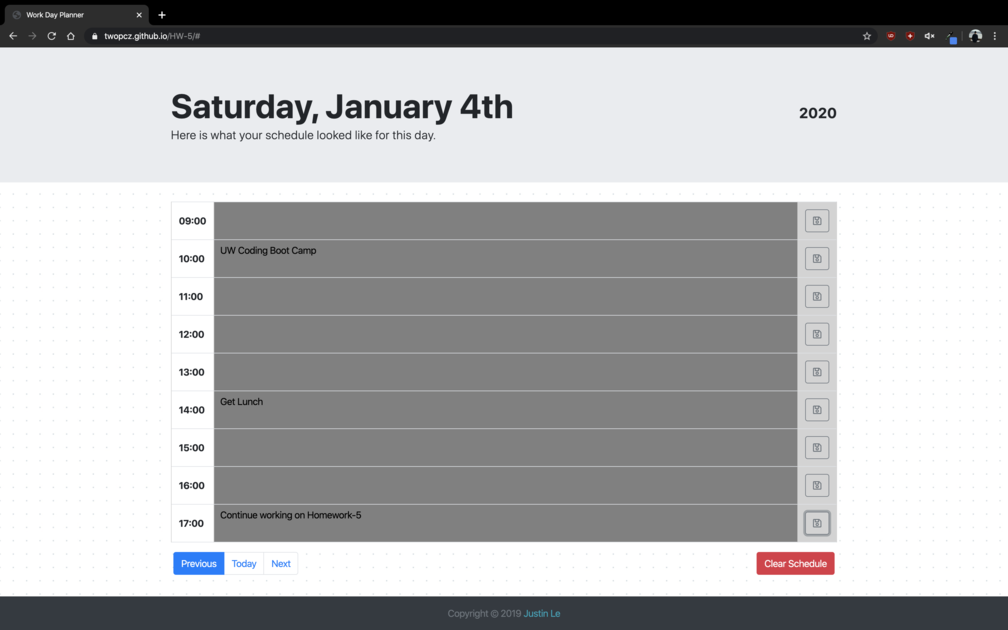 Work Day Planner
twopcz.github.io/HW-5/#
Saturday, January 4th
2020
Here is what your schedule looked like for this day.
09:00
10:00 UW Coding Boot Camp
11:00
12:00
13:00
14:00 Get Lunch
15:00
16:00
17:00 Continue working on Homework-5
Previous Today Next Clear Schedule
Copyright © 2019 Justin Le